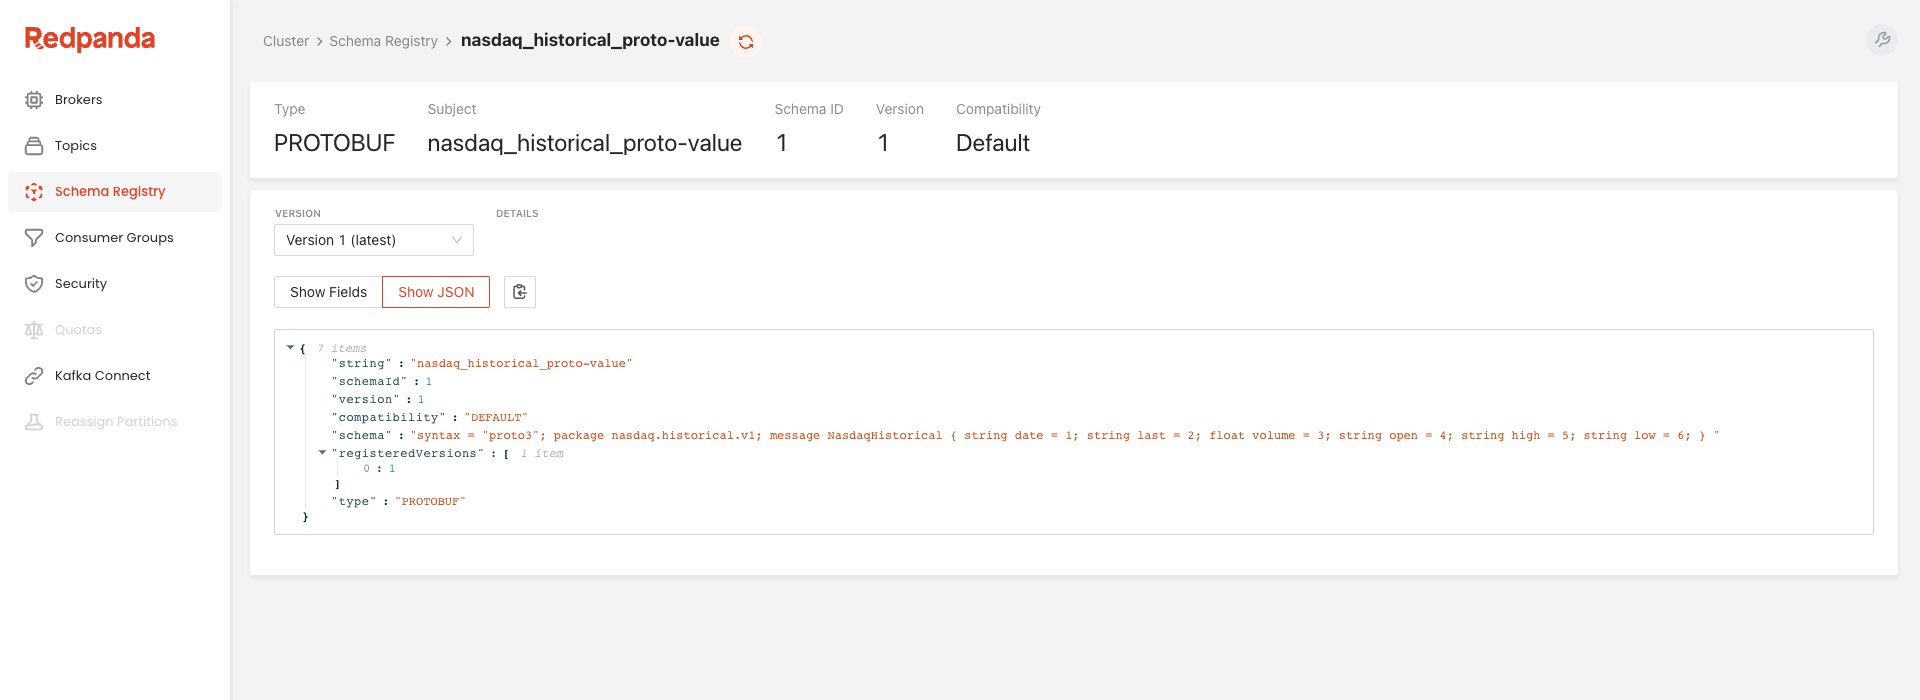 Redpanda
Brokers
Topics
Schema Registry
Consumer Groups
Security
Quotas
Kafka Connect
Reassign Partitions
Cluster > Schema Registry > nasdaq_historical_proto-value
Type Subject Schema ID Version Compatibility
PROTOBUF nasdaq_historical_proto-value 1 1 Default
VERSION DETAILS
Version 1 (latest)
Show Fields Show JSON
{ 7 items
"string" : "nasdaq_historical_proto-value"
"schemaId" : 1
"version" : 1
"compatibility" : "DEFAULT"
"schema" : "syntax = "proto3"; package nasdaq.historical.v1; message NasdaqHistorical { string date = 1; string last = 2; float volume = 3; string open = 4; string high = 5; string low = 6; } "
"registeredVersions" : [ 1 item
0 : 1
]
"type" : "PROTOBUF"
}